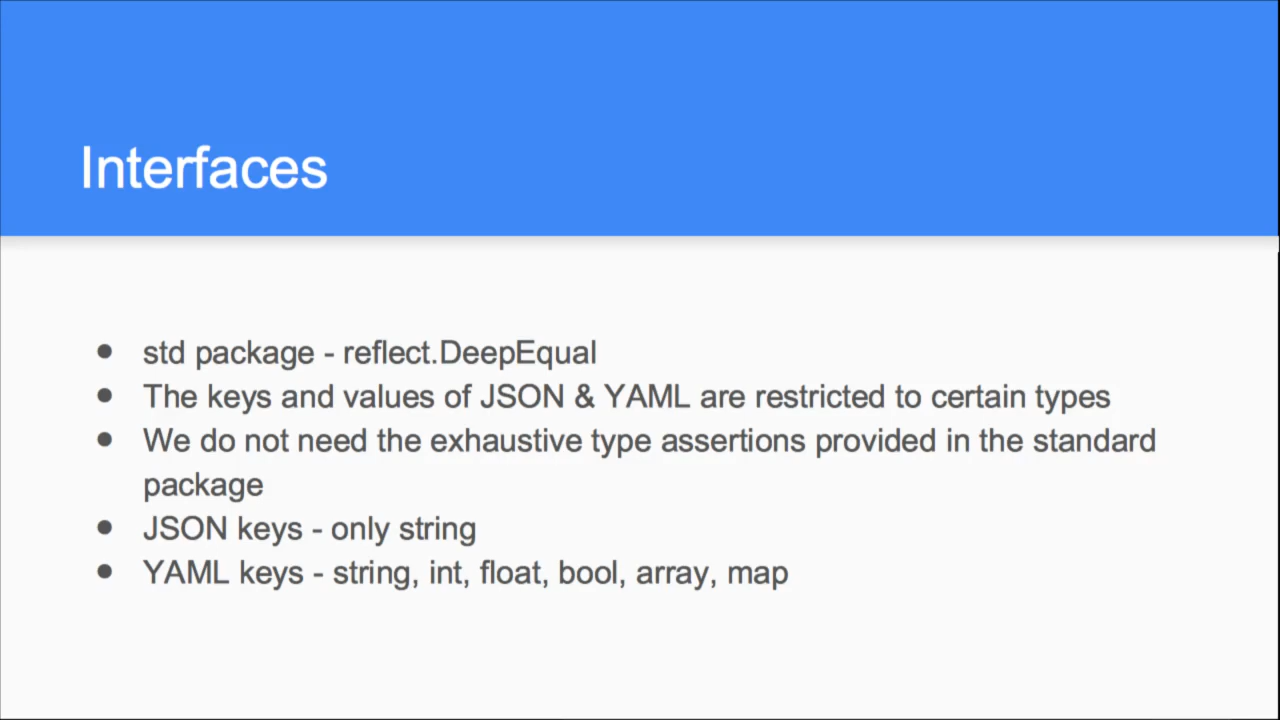 Interfaces
● std package - reflect.DeepEqual
● The keys and values of JSON & YAML are restricted to certain types
● We do not need the exhaustive type assertions provided in the standard
package
● JSON keys - only string
● YAML keys - string, int, float, bool, array, map